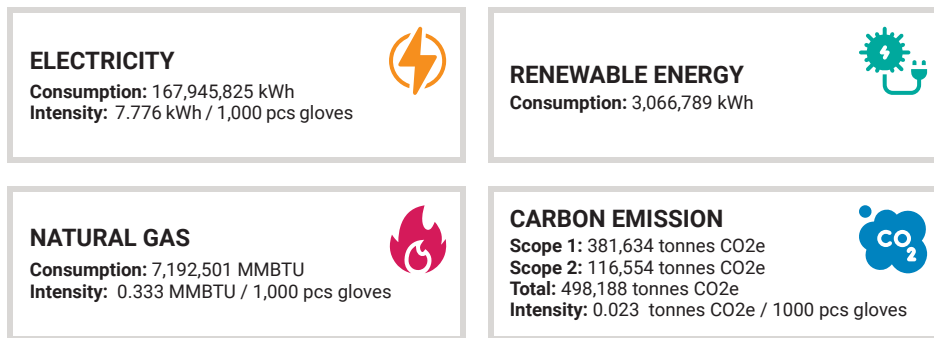 ELECTRICITY
Consumption: 167,945,825 kWh
Intensity: 7.776 kWh / 1,000 pcs gloves
RENEWABLE ENERGY
Consumption: 3,066,789 kWh
NATURAL GAS
Consumption: 7,192,501 MMBTU
Intensity: 0.333 MMBTU / 1,000 pcs gloves
CARBON EMISSION
Scope 1: 381,634 tonnes CO2e
Scope 2: 116,554 tonnes CO2e
Total: 498,188 tonnes CO2e
Intensity: 0.023 tonnes CO2e / 1000 pcs gloves
CO2